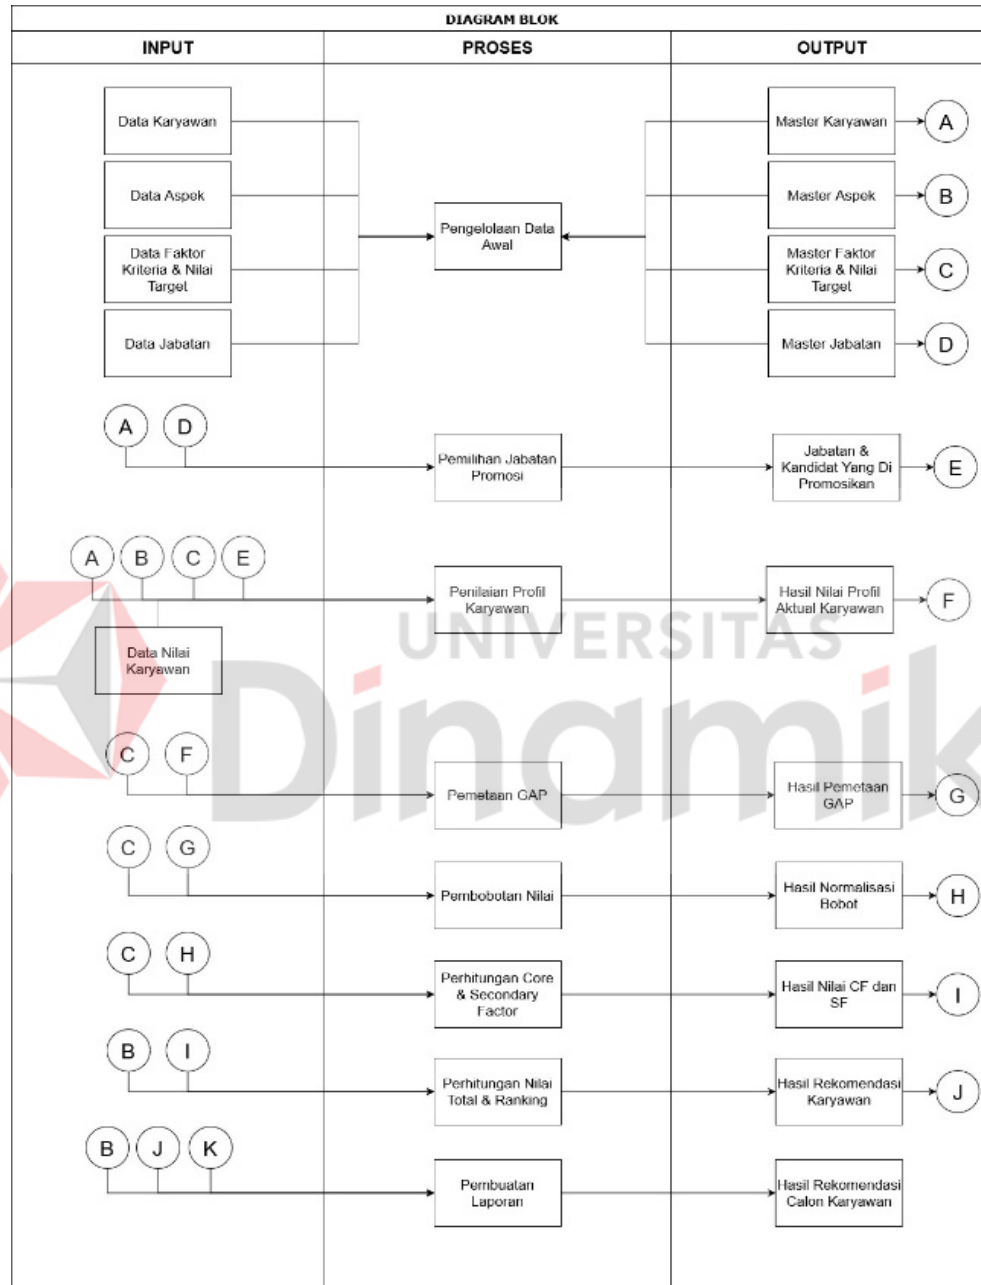 DIAGRAM BLOK
INPUT
PROSES
OUTPUT
Data Karyawan
Master Karyawan
A
Data Aspek
Master Aspek
B
Pengelolaan Data
Awal
Data Faktor
Kriteria & Nilai
Target
Master Faktor
Kriteria & Nilai
Target
C
Data Jabatan
Master Jabatan
D
A
D
Pemilihan Jabatan
Promosi
Jabatan &
Kandidat Yang Di
Promosikan
E
A
B
C
E
Penilaian Profil
Karyawan
Hasil Nilai Profil
Aktual Karyawan
F
Data Nilai
Karyawan
UNIVERSITAS
Dinamik
C
F
Pemetaan GAP
Hasil Pemetaan
GAP
G
C
G
Pembobotan Nilai
Hasil Normalisasi
Bobot
H
C
H
Perhitungan Core
& Secondary
Factor
Hasil Nilai CF dan
SF
I
B
I
Perhitungan Nilai
Total & Ranking
Hasil Rekomendasi
Karyawan
J
B
J
K
Pembuatan
Laporan
Hasil Rekomendasi
Calon Karyawan